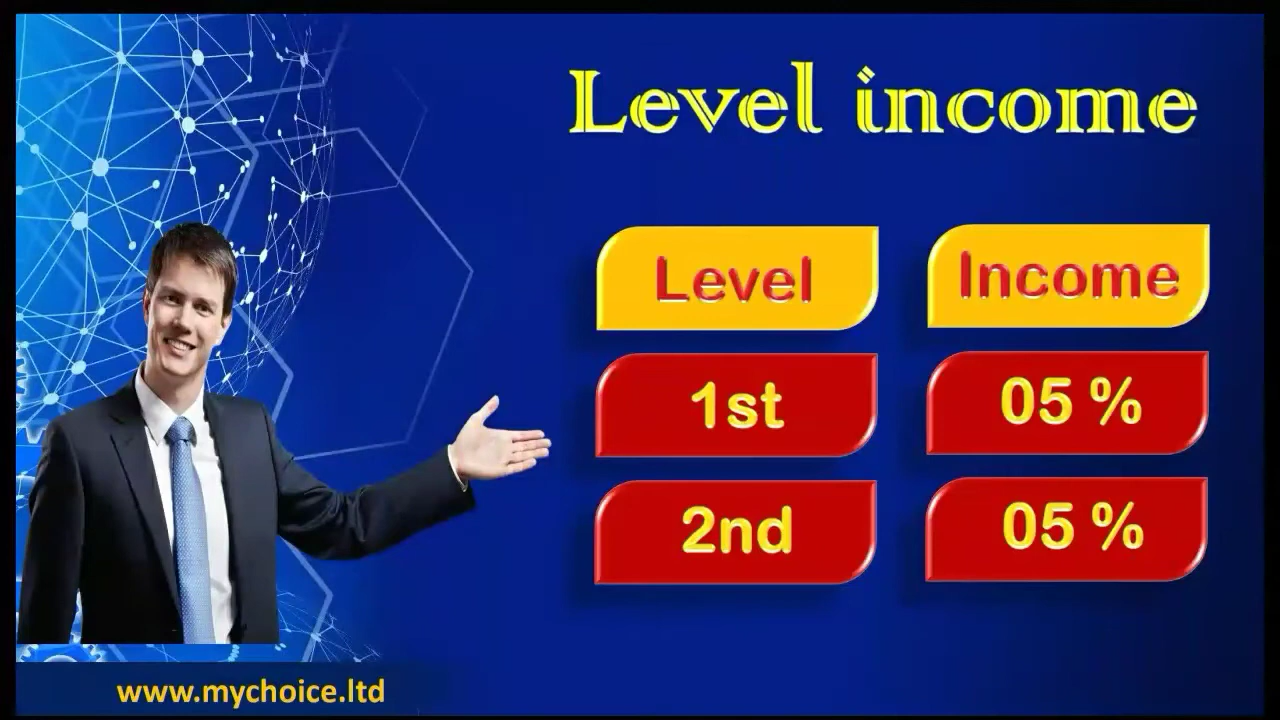 Level income
Level Income
1st 05 %
2nd 05 %
www.mychoice.ltd